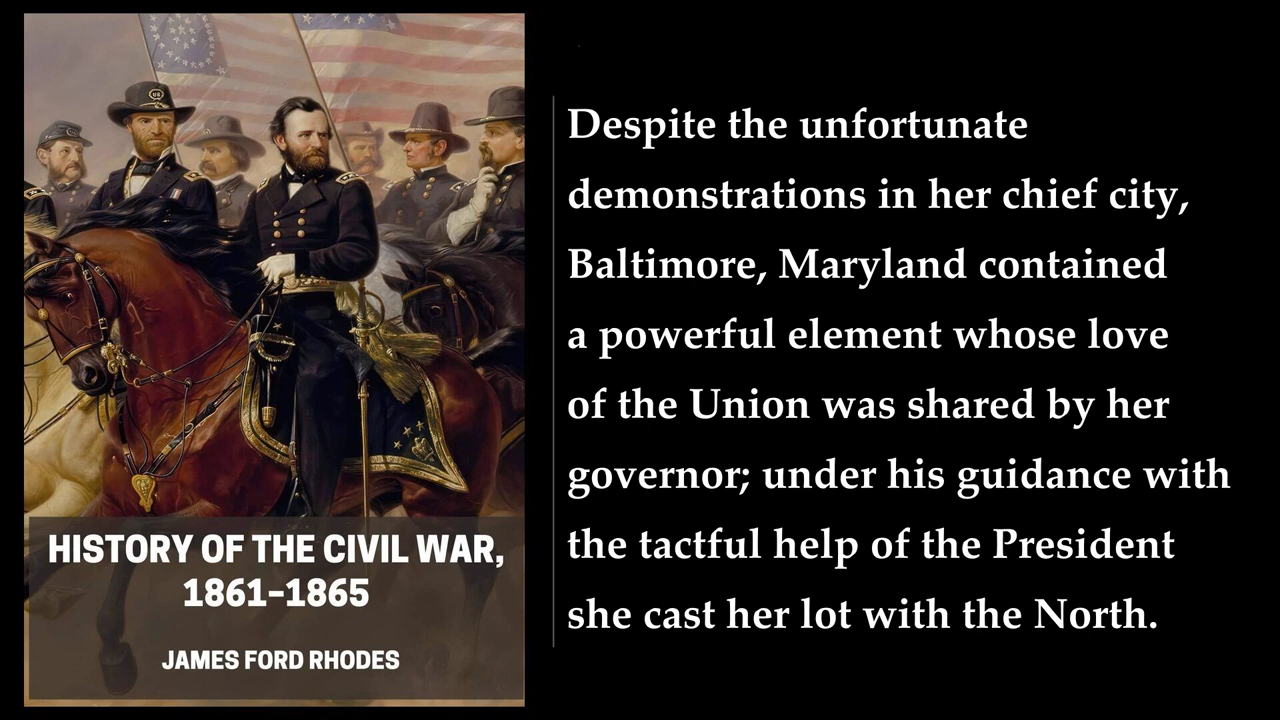 HISTORY OF THE CIVIL WAR,
1861–1865
JAMES FORD RHODES
Despite the unfortunate
demonstrations in her chief city,
Baltimore, Maryland contained
a powerful element whose love
of the Union was shared by her
governor; under his guidance with
the tactful help of the President
she cast her lot with the North.